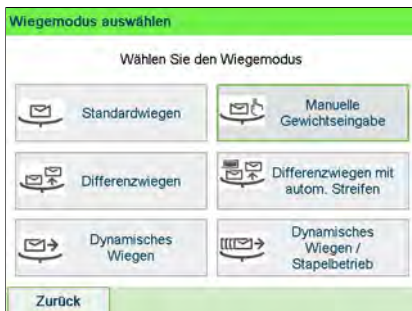 Wiegemodus auswählen
Wählen Sie den Wiegemodus
Standardwiegen
Manuelle
Gewichtseingabe
Differenzwiegen
Differenzwiegen mit
autom. Streifen
Dynamisches
Wiegen
Dynamisches
Wiegen /
Stapelbetrieb
Zurück